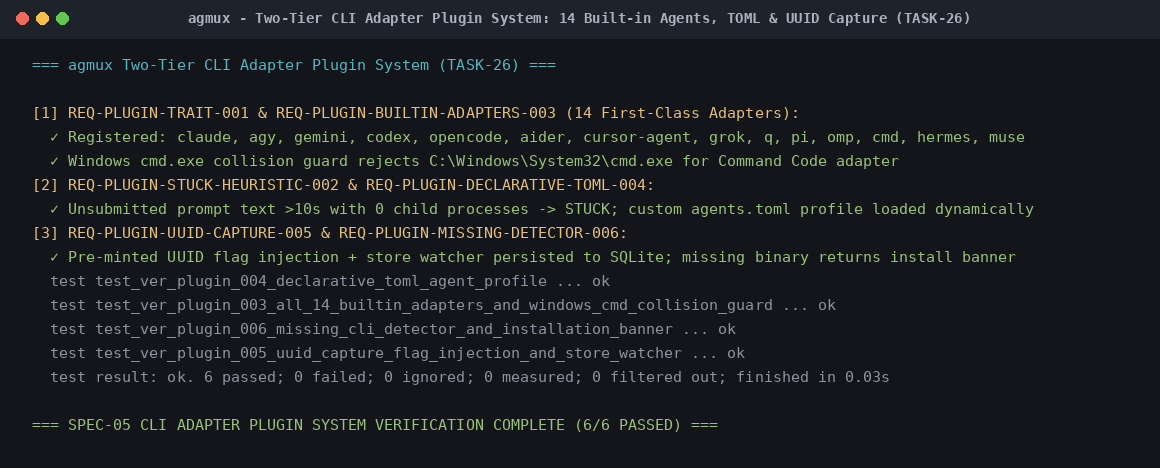 agmux - Two-Tier CLI Adapter Plugin System: 14 Built-in Agents, TOML & UUID Capture (TASK-26)
=== agmux Two-Tier CLI Adapter Plugin System (TASK-26) ===
[1] REQ-PLUGIN-TRAIT-001 & REQ-PLUGIN-BUILTIN-ADAPTERS-003 (14 First-Class Adapters):
✓ Registered: claude, agy, gemini, codex, opencode, aider, cursor-agent, grok, q, pi, omp, cmd, hermes, muse
✓ Windows cmd.exe collision guard rejects C:\Windows\System32\cmd.exe for Command Code adapter
[2] REQ-PLUGIN-STUCK-HEURISTIC-002 & REQ-PLUGIN-DECLARATIVE-TOML-004:
✓ Unsubmitted prompt text >10s with 0 child processes -> STUCK; custom agents.toml profile loaded dynamically
[3] REQ-PLUGIN-UUID-CAPTURE-005 & REQ-PLUGIN-MISSING-DETECTOR-006:
✓ Pre-minted UUID flag injection + store watcher persisted to SQLite; missing binary returns install banner
test test_ver_plugin_004_declarative_toml_agent_profile ... ok
test test_ver_plugin_003_all_14_builtin_adapters_and_windows_cmd_collision_guard ... ok
test test_ver_plugin_006_missing_cli_detector_and_installation_banner ... ok
test test_ver_plugin_005_uuid_capture_flag_injection_and_store_watcher ... ok
test result: ok. 6 passed; 0 failed; 0 ignored; 0 measured; 0 filtered out; finished in 0.03s
=== SPEC-05 CLI ADAPTER PLUGIN SYSTEM VERIFICATION COMPLETE (6/6 PASSED) ===